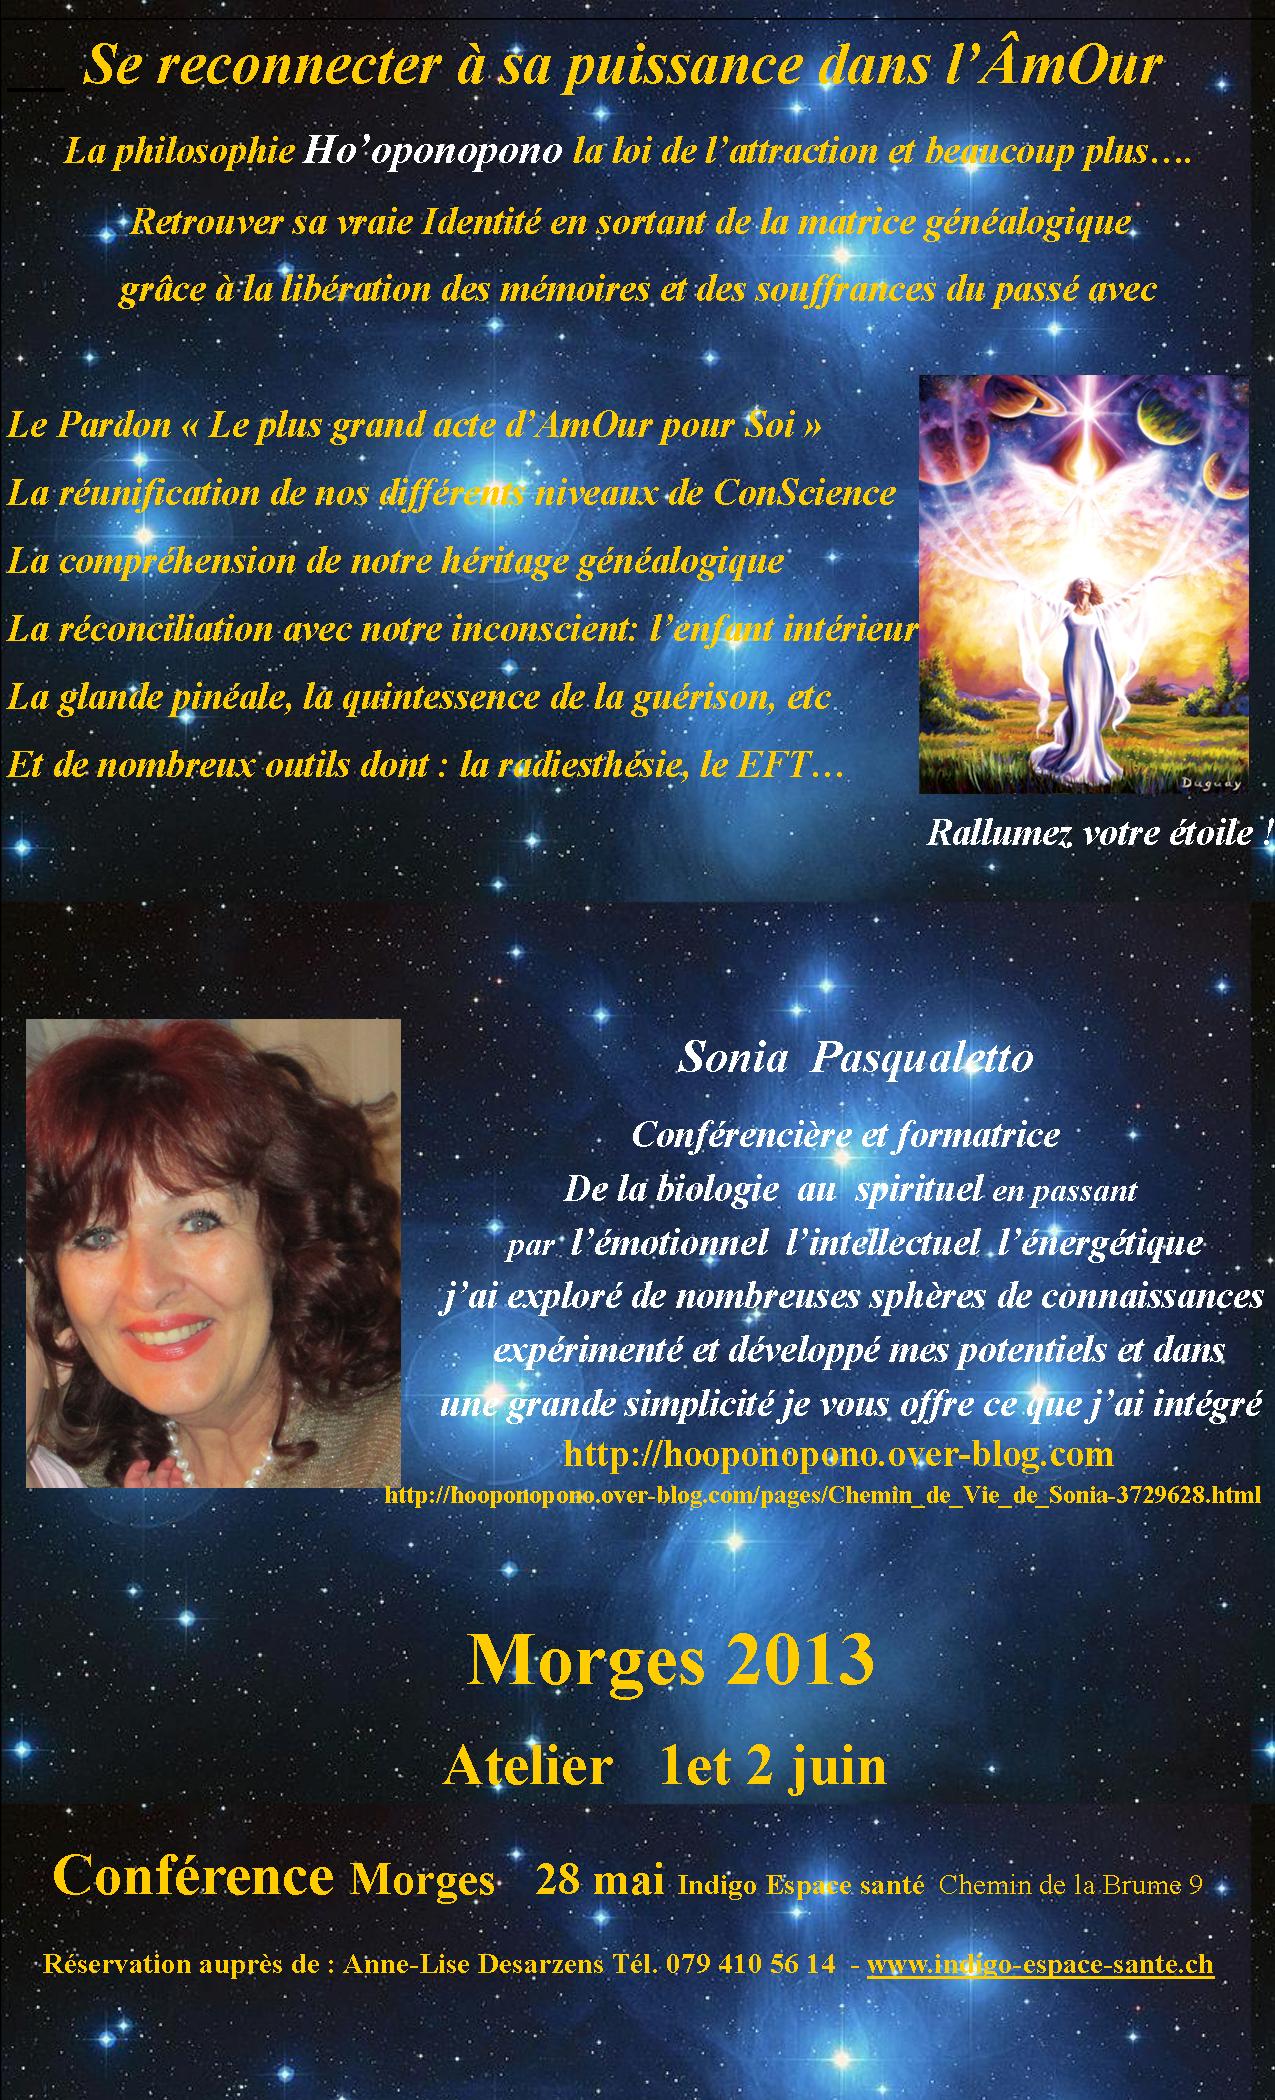 Se reconnecter à sa puissance dans l’ÂmOur
La philosophie Ho’oponopono la loi de l’attraction et beaucoup plus….
Retrouver sa vraie Identité en sortant de la matrice généalogique
grâce à la libération des mémoires et des souffrances du passé avec
Le Pardon « Le plus grand acte d’AmOur pour Soi »
La réunification de nos différents niveaux de ConScience
La compréhension de notre héritage généalogique
La réconciliation avec notre inconscient: l’enfant intérieur
La glande pinéale, la quintessence de la guérison, etc
Et de nombreux outils dont : la radiesthésie, le EFT…
Duguay
Rallumez votre étoile !
Sonia Pasqualetto
Conférencière et formatrice
De la biologie au spirituel en passant
par l’émotionnel l’intellectuel l’énergétique
j’ai exploré de nombreuses sphères de connaissances
expérimenté et développé mes potentiels et dans
une grande simplicité je vous offre ce que j’ai intégré
http://hooponopono.over-blog.com
http://hooponopono.over-blog.com/pages/Chemin_de_Vie_de_Sonia-3729628.html
Morges 2013
Atelier 1et 2 juin
Conférence Morges 28 mai Indigo Espace santé Chemin de la Brume 9
Réservation auprès de : Anne-Lise Desarzens Tél. 079 410 56 14 - www.indigo-espace-sante.ch